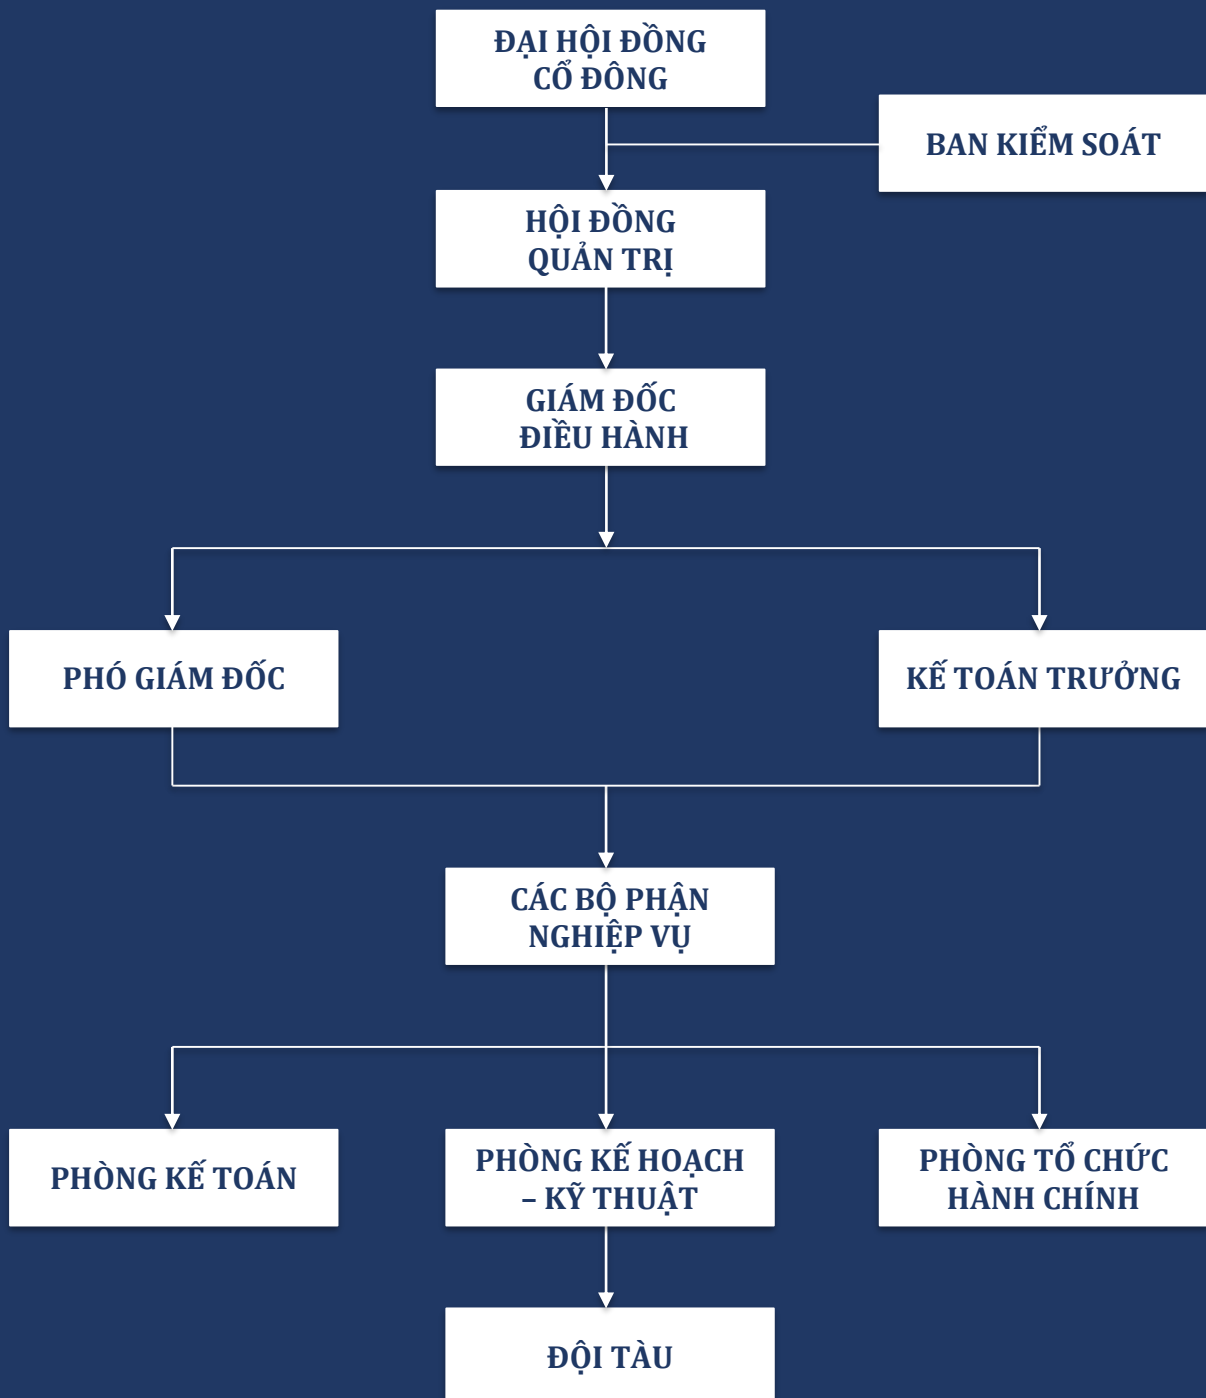 ĐẠI HỘI ĐỒNG
CỔ ĐÔNG
BAN KIỂM SOÁT
HỘI ĐỒNG
QUẢN TRỊ
GIÁM ĐỐC
ĐIỀU HÀNH
PHÓ GIÁM ĐỐC
KẾ TOÁN TRƯỞNG
CÁC BỘ PHẬN
NGHIỆP VỤ
PHÒNG KẾ TOÁN
PHÒNG KẾ HOẠCH
– KỸ THUẬT
PHÒNG TỔ CHỨC
HÀNH CHÍNH
ĐỘI TÀU